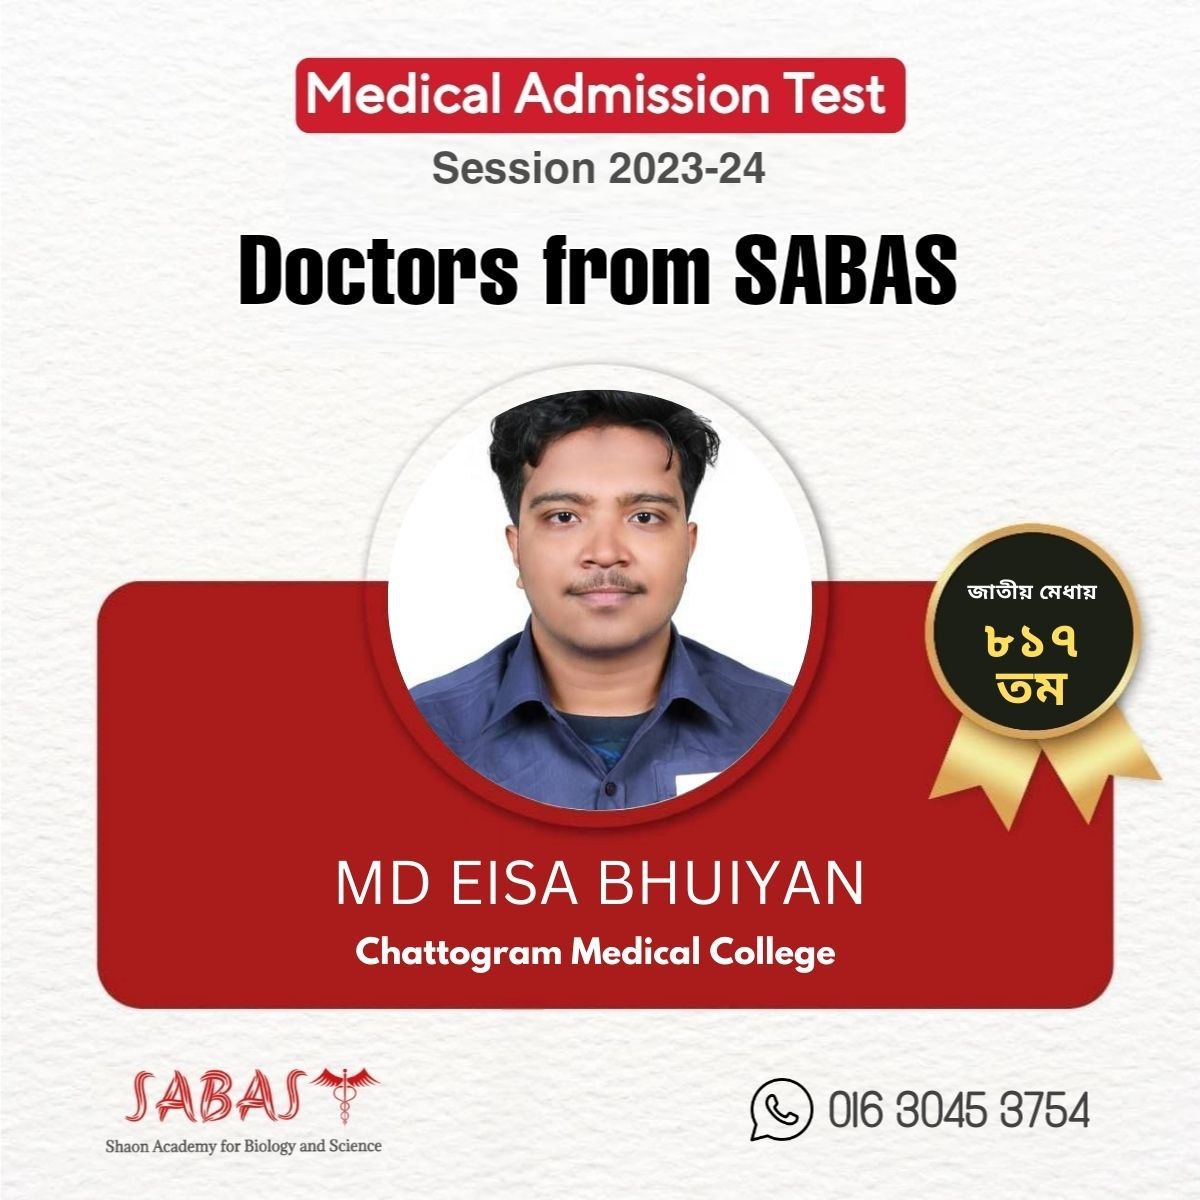 Medical Admission Test
Session 2023-24
Doctors from SABAS
জাতীয় মেধায়
৮১৭
তম
MD EISA BHUIYAN
Chattogram Medical College
SABAS
Shaon Academy for Biology and Science
016 3045 3754